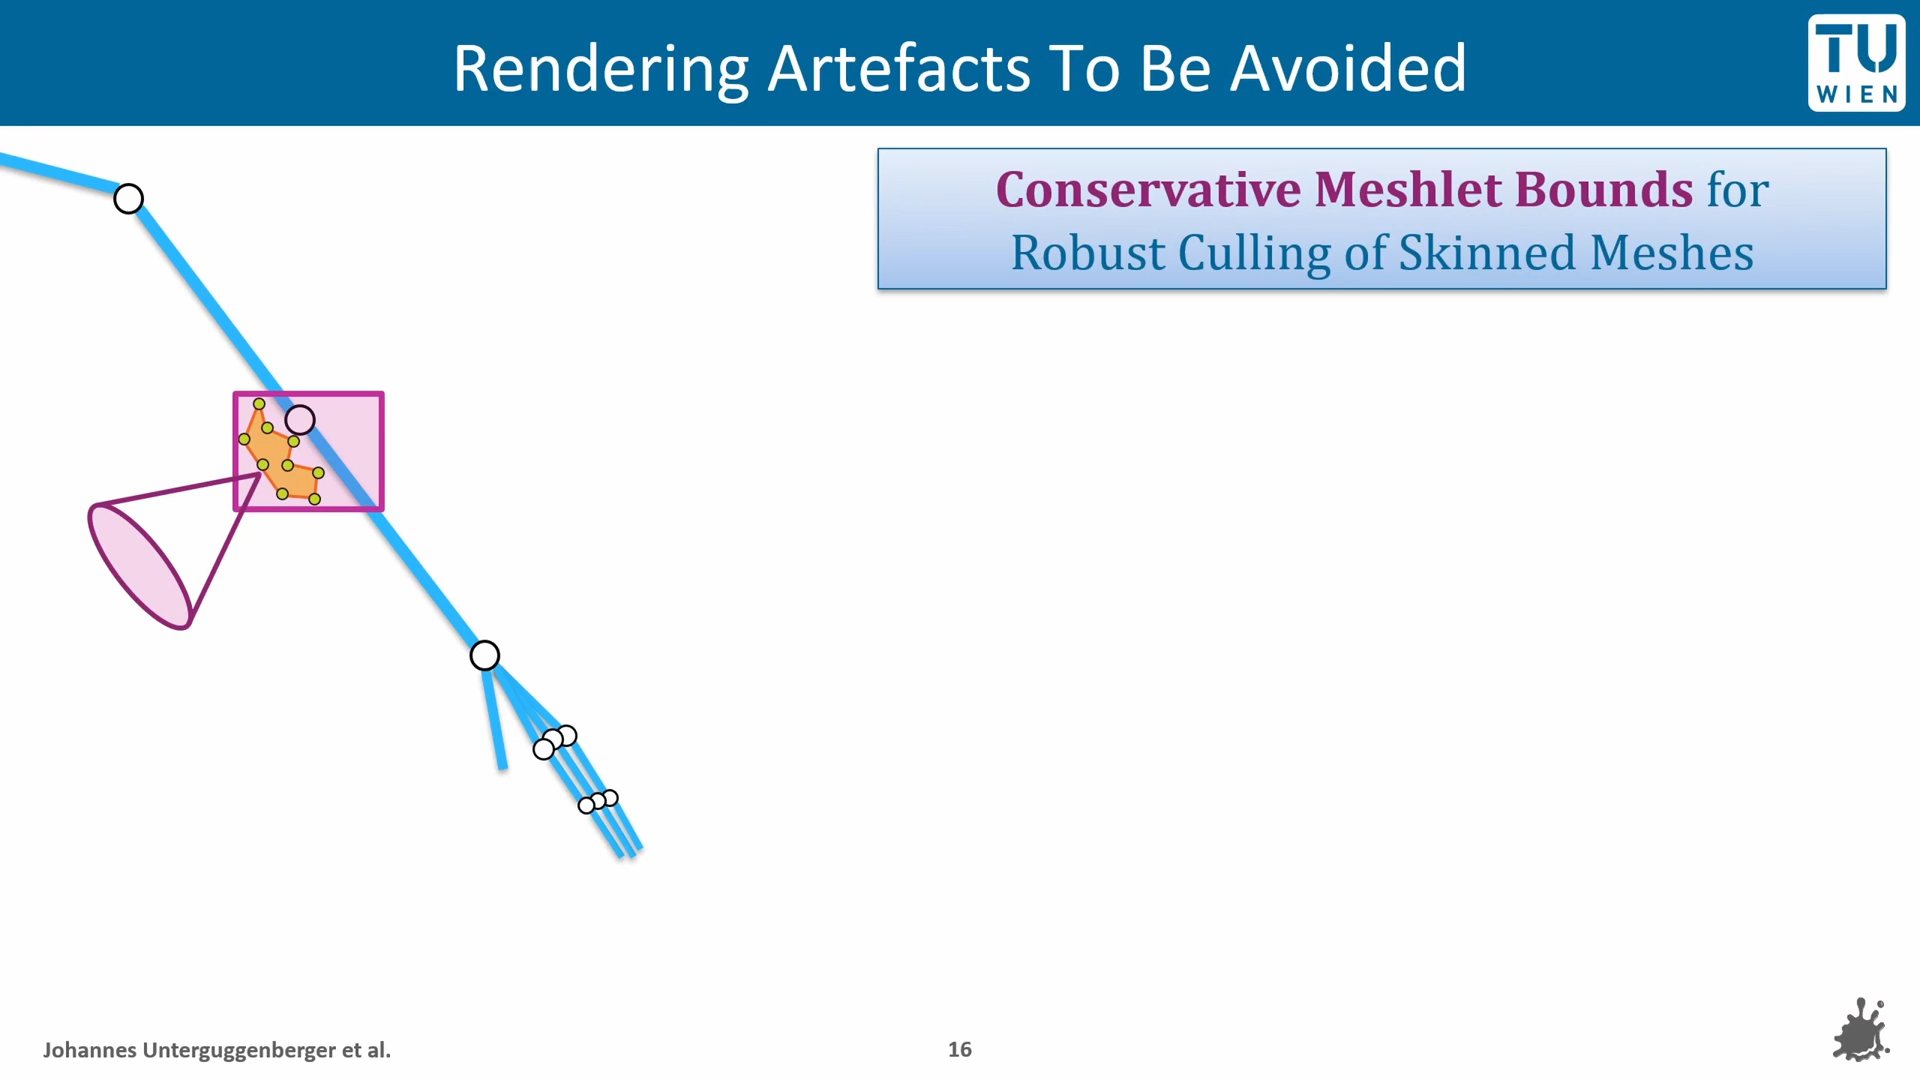 Rendering Artefacts To Be Avoided
TU
WIEN
Conservative Meshlet Bounds for
Robust Culling of Skinned Meshes
Johannes Unterguggenberger et al.
16